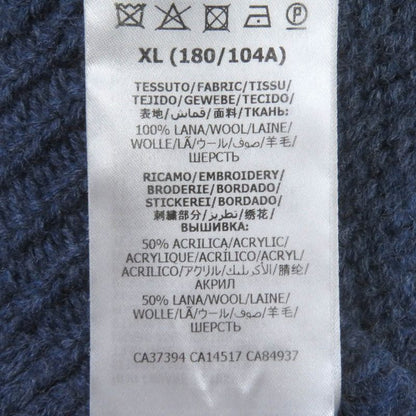 XL (180/104A)
TESSUTO/FABRIC/TISSU/
TEJIDO/GEWEBE/TECIDO/
表地/قماش/面料/ТКАНЬ:
100% LANA/WOOL/LAINE/
WOLLE/LÃ/ウール/صوف/羊毛/
ШЕРСТЬ
RICAMO/EMBROIDERY/
BRODERIE/BORDADO/
STICKEREI/BORDADO/
刺繍部分/تطريز/绣花/
ВЫШИВКА:
50% ACRILICA/ACRYLIC/
ACRYLIQUE/ACRÍLICO/ACRYL/
ACRILICO/アクリル/الأكريليك/腈纶/
АКРИЛ
50% LANA/WOOL/LAINE/
WOLLE/LÃ/ウール/صوف/羊毛/
ШЕРСТЬ
CA37394 CA14517 CA84937